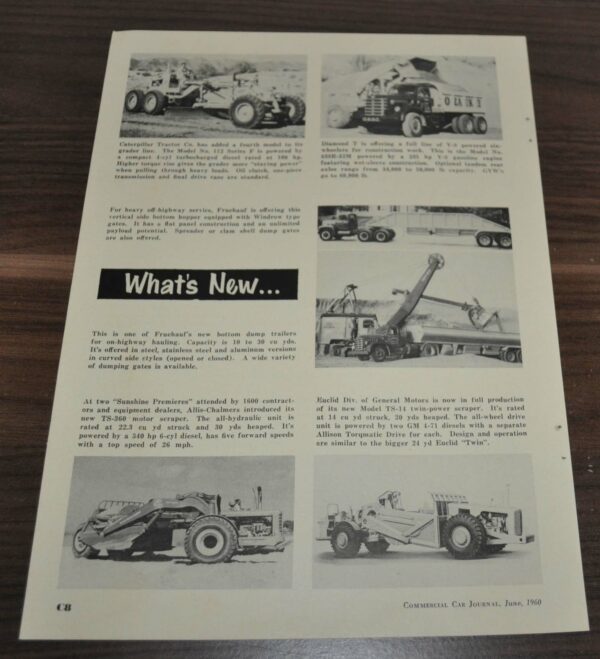 Caterpillar Tractor Co. has added a fourth model to its
grader line. The Model No. 112 Series F is powered by
a compact 4-cyl turbocharged diesel rated at 100 hp.
Higher torque rise gives the grader more "staying power"
when pulling through heavy loads. Oil clutch, one-piece
transmission and final drive case are standard.
Diamond T is offering a full line of V-8 powered six-
wheelers for construction work. This is the Model No.
powered by a hp V-8 gasoline engine
featuring wet-sleeve construction. Optional tandem rear
axles range from 34,000 to 50,000 lb capacity. GVW's
go to 60,000 lb.
For heavy off-highway service, Fruehauf is offering this
vertical side bottom hopper equipped with Windrow type
gates. It has a flat panel construction and an unlimited
payload potential. Spreader or clam shell dump gates
are also offered.
What's New...
This is one of Fruehauf's new bottom dump trailers
for on-highway hauling. Capacity is 10 to 30 cu yds.
It's offered in steel, stainless steel and aluminum versions
in curved side styles (opened or closed). A wide variety
of dumping gates is available.
At two "Sunshine Premieres" attended by 1600 contract-
ors and equipment dealers, Allis-Chalmers introduced its
new TS-360 motor scraper. The all-hydraulic unit is
rated at 22.3 cu yd struck and 30 yds heaped. It's
powered by a 340 hp 6-cyl diesel, has five forward speeds
with a top speed of 26 mph.
Euclid Div. of General Motors is now in full production
of its new Model TS-14 twin-power scraper. It's rated
at 14 cu yd struck, 20 yds heaped. The all-wheel drive
unit is powered by two GM 4-71 diesels with a separate
Allison Torqmatic Drive for each. Design and operation
are similar to the bigger 24 yd Euclid "Twin".
C8
COMMERCIAL CAR JOURNAL, June, 1960